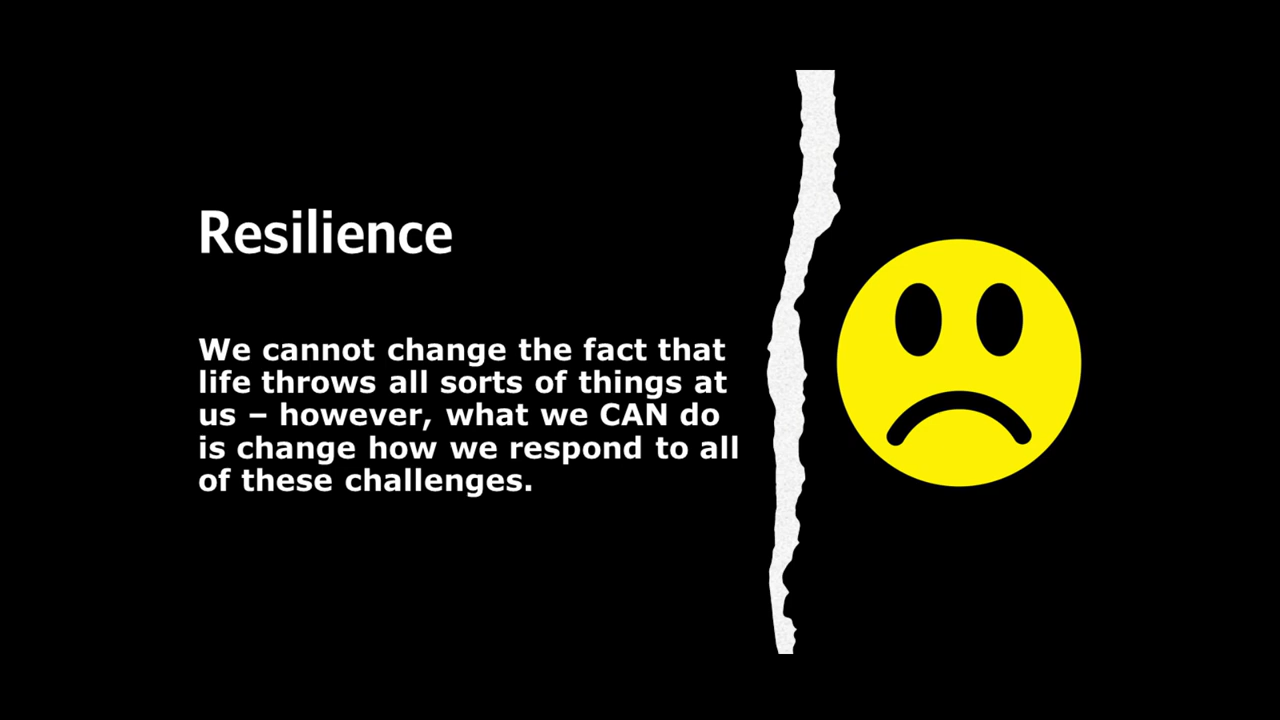 Resilience
We cannot change the fact that
life throws all sorts of things at
us – however, what we CAN do
is change how we respond to all
of these challenges.